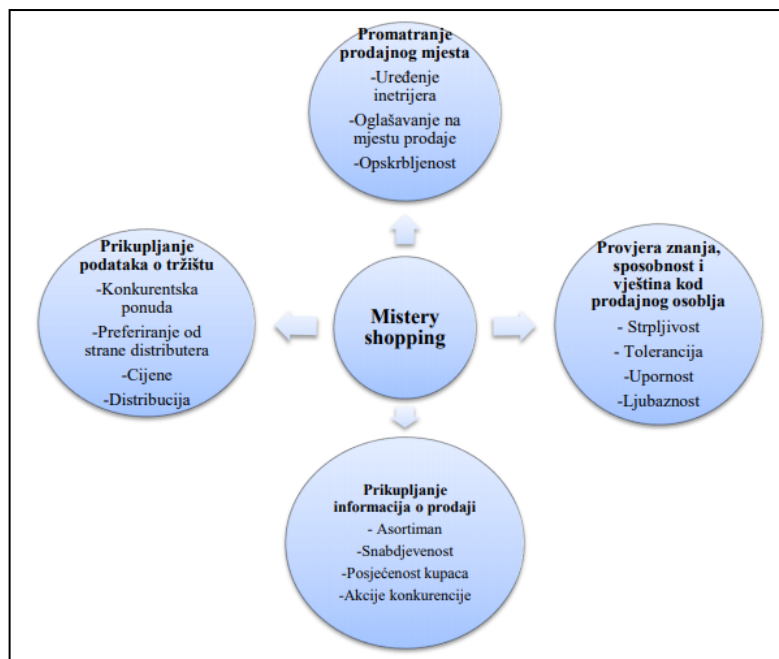 Promatranje
prodajnog mjesta
-Uređenje
inetrijera
-Oglašavanje na
mjestu prodaje
-Opskrbljenost
Prikupljanje
podataka o tržištu
-Konkurentska
ponuda
-Preferiranje od
strane distributera
-Cijene
-Distribucija
Mistery
shopping
Provjera znanja,
sposobnost i
vještina kod
prodajnog osoblja
- Strpljivost
- Tolerancija
- Upornost
-Ljubaznost
Prikupljanje
informacija o prodaji
- Asortiman
-Snabdjevenost
-Posjećenost kupaca
-Akcije konkurencije